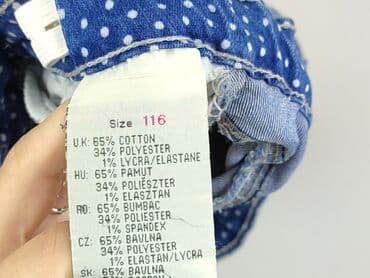 Size 116
U.K: 65% COTTON
34% POLYESTER
1% LYCRA/ELASTANE
HU: 65% PAMUT
34% POLIÉSZTER
1% ELASZTAN
RO: 65% BUMBAC
34% POLIESTER
1% SPANDEX
CZ: 65% BAVLNA
34% POLYESTER
1% ELASTAN/LYCRA
SK: 65% BAVLNA